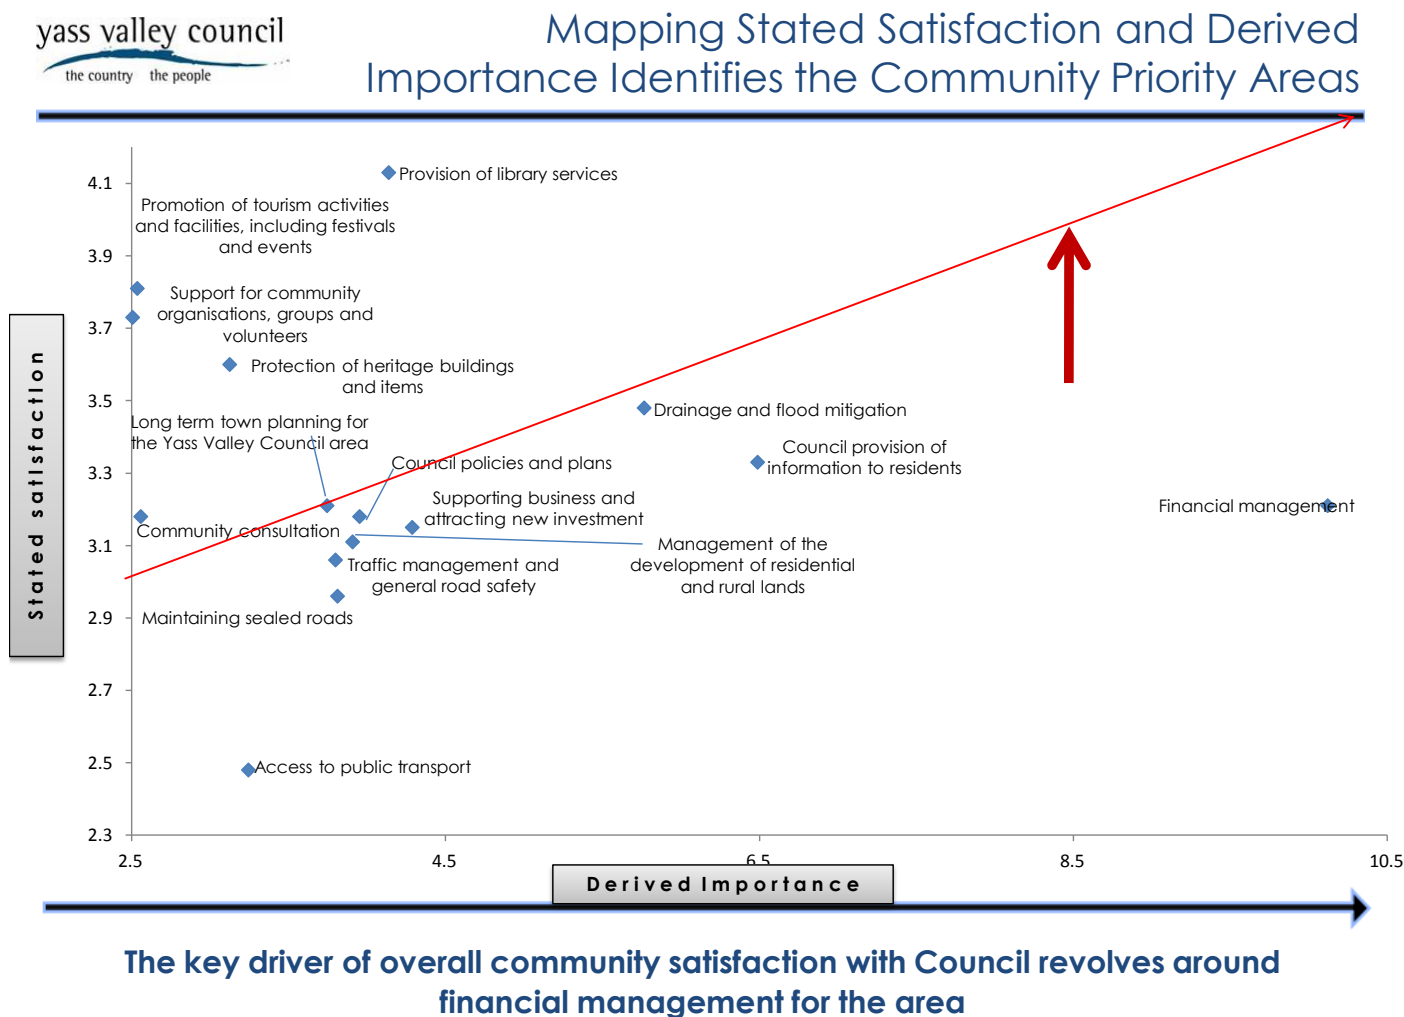 yass valley council
the country the people
Mapping Stated Satisfaction and Derived
Importance Identifies the Community Priority Areas
4.1
3.9
3.7
3.5
3.3
3.1
2.9
2.7
2.5
2.3
Stated satisfaction
Provision of library services
Promotion of tourism activities
and facilities, including festivals
and events
Support for community
organisations, groups and
volunteers
Protection of heritage buildings
and items
Long term town planning for
the Yass Valley Council area
Drainage and flood mitigation
Council policies and plans
Council provision of
information to residents
Supporting business and
attracting new investment
Financial management
Community consultation
Management of the
development of residential
and rural lands
Traffic management and
general road safety
Maintaining sealed roads
Access to public transport
2.5
4.5
6.5
8.5
10.5
Derived Importance
The key driver of overall community satisfaction with Council revolves around
financial management for the area